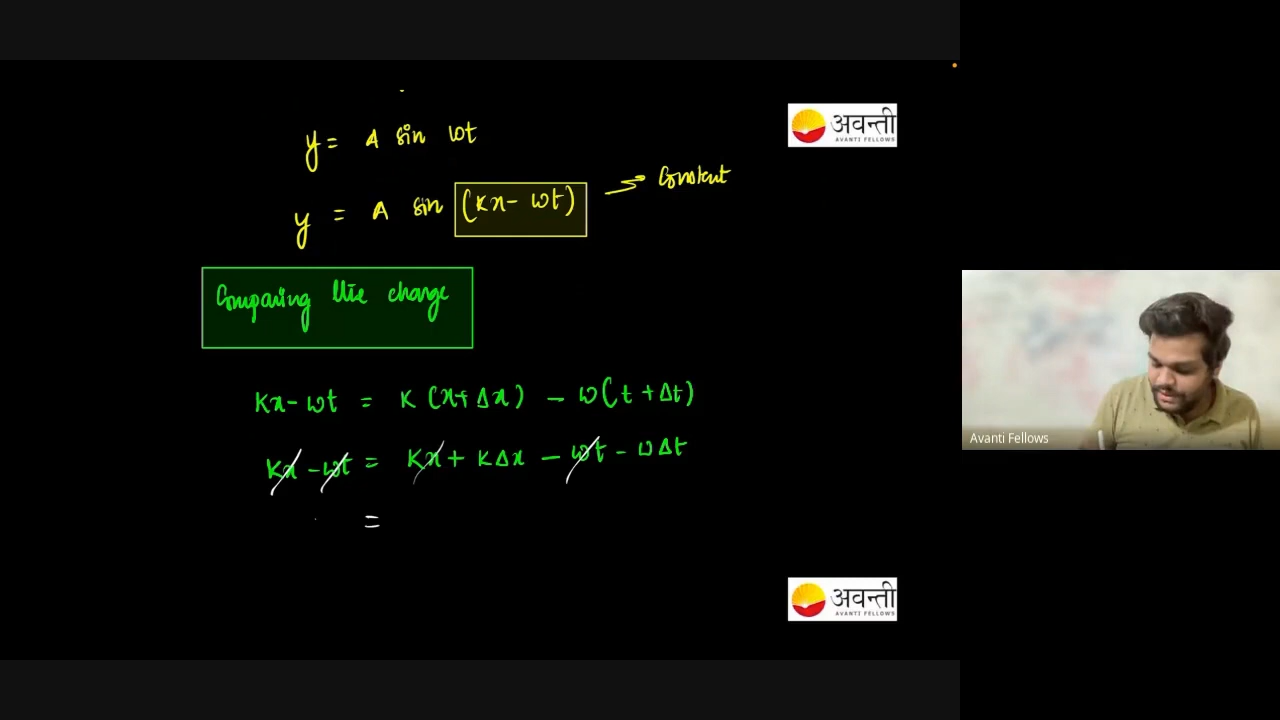 y = A sin ωt
अवन्ती
AVANTI FELLOWS
y = A sin (Kx - ωt) → Constant
Comparing the change
Kx - ωt = K (x + Δx) - ω(t + Δt)
Kx - ωt = Kx + KΔx - ωt - ωΔt
=
Avanti Fellows
अवन्ती
AVANTI FELLOWS